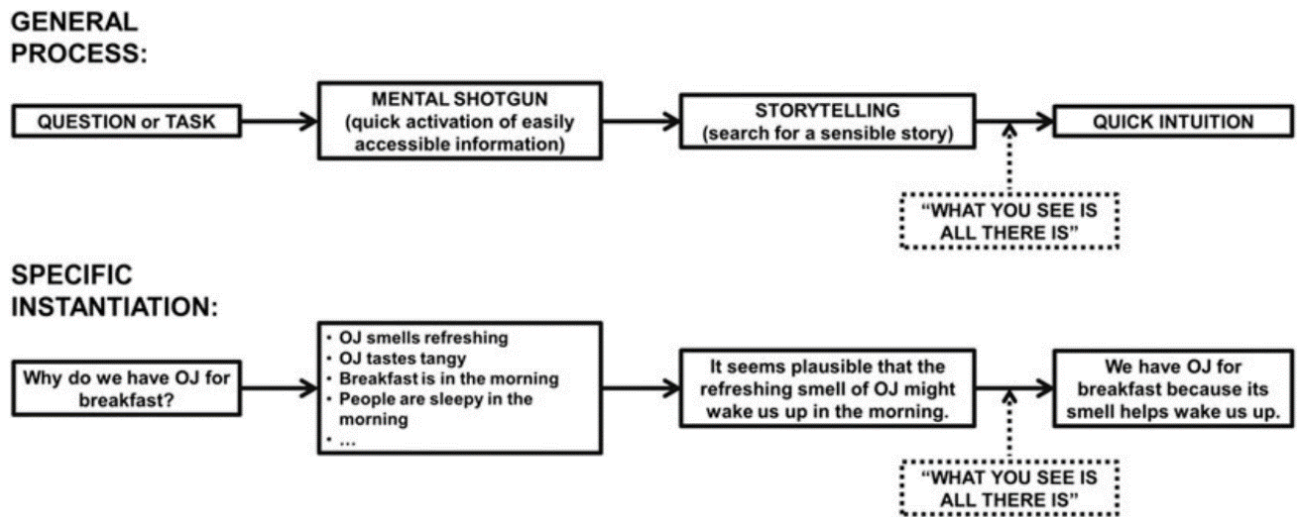 GENERAL
PROCESS:
QUESTION or TASK
MENTAL SHOTGUN
(quick activation of easily
accessible information)
STORYTELLING
(search for a sensible story)
QUICK INTUITION
“WHAT YOU SEE IS
ALL THERE IS”
SPECIFIC
INSTANTIATION:
Why do we have OJ for
breakfast?
• OJ smells refreshing
• OJ tastes tangy
• Breakfast is in the morning
• People are sleepy in the
morning
• ...
It seems plausible that the
refreshing smell of OJ might
wake us up in the morning.
We have OJ for
breakfast because its
smell helps wake us up.
“WHAT YOU SEE IS
ALL THERE IS”